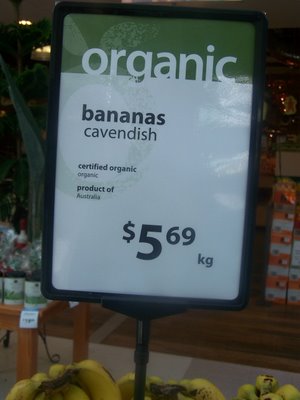 organic
bananas
cavendish
certified organic
organic
product of
Australia
$5 69
kg